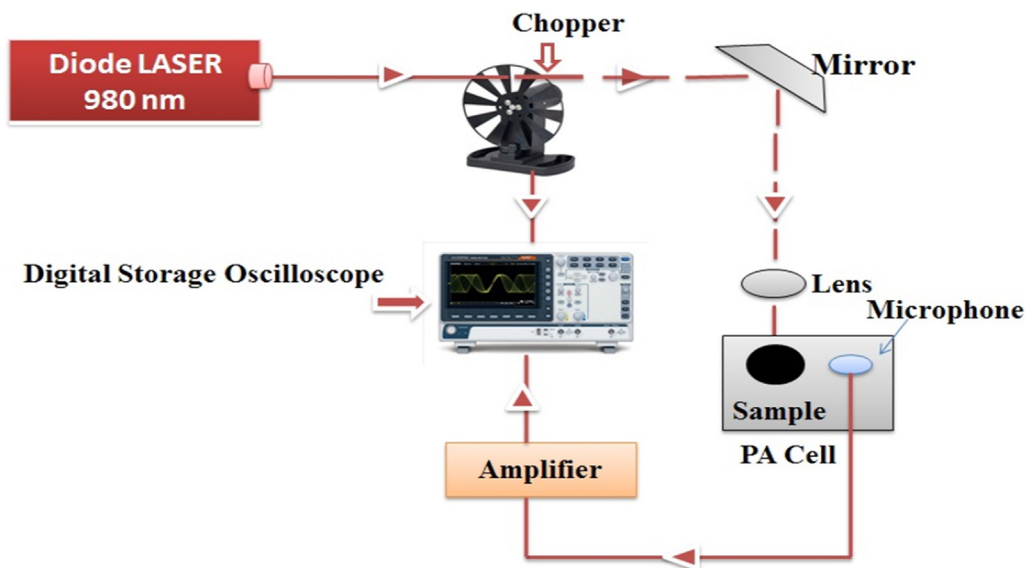 Chopper
Diode LASER
980 nm
Mirror
Digital Storage Oscilloscope
Lens
Microphone
Sample
PA Cell
Amplifier